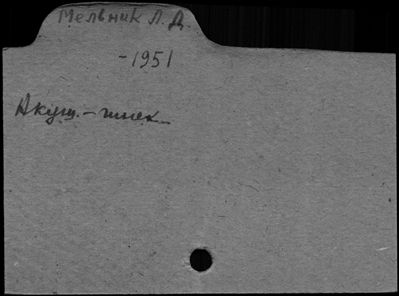 Мельник Л. Д.
-1951
Акуш.-гинек.